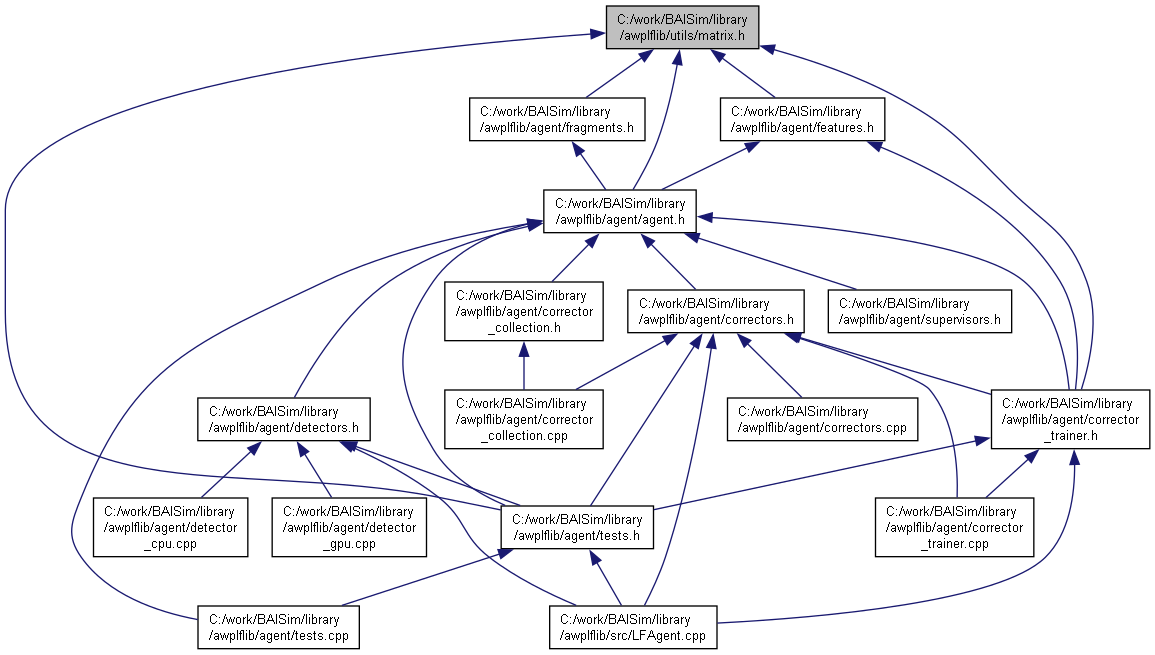 C:/work/BAISim/library
/awplflib/utils/matrix.h
C:/work/BAISim/library
/awplflib/agent/fragments.h
C:/work/BAISim/library
/awplflib/agent/features.h
C:/work/BAISim/library
/awplflib/agent/agent.h
C:/work/BAISim/library
/awplflib/agent/corrector
_collection.h
C:/work/BAISim/library
/awplflib/agent/correctors.h
C:/work/BAISim/library
/awplflib/agent/supervisors.h
C:/work/BAISim/library
/awplflib/agent/detectors.h
C:/work/BAISim/library
/awplflib/agent/corrector
_collection.cpp
C:/work/BAISim/library
/awplflib/agent/correctors.cpp
C:/work/BAISim/library
/awplflib/agent/corrector
_trainer.h
C:/work/BAISim/library
/awplflib/agent/detector
_cpu.cpp
C:/work/BAISim/library
/awplflib/agent/detector
_gpu.cpp
C:/work/BAISim/library
/awplflib/agent/tests.h
C:/work/BAISim/library
/awplflib/agent/corrector
_trainer.cpp
C:/work/BAISim/library
/awplflib/agent/tests.cpp
C:/work/BAISim/library
/awplflib/src/LFAgent.cpp